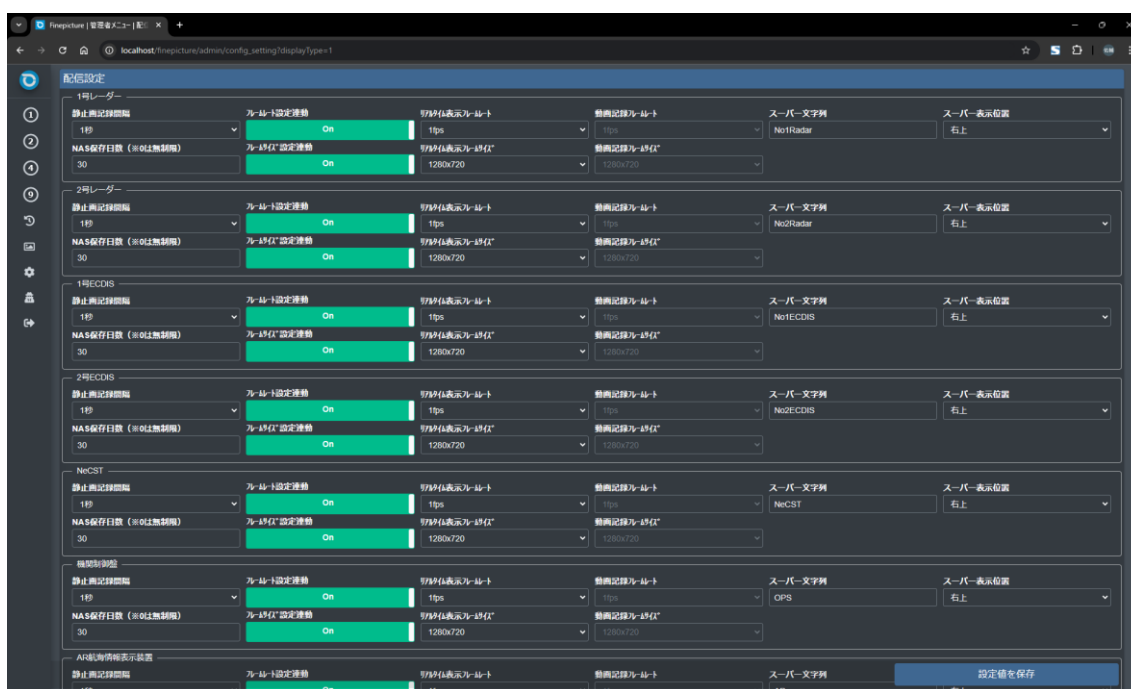 Finepicture | 管理者メニュー | 配信
localhost/finepicture/admin/config_setting?displayType=1
配信設定
1号レーダー
静止画記録間隔 ﾌﾚｰﾑﾚｰﾄ設定連動 ﾘｱﾙﾀｲﾑ表示ﾌﾚｰﾑﾚｰﾄ 動画記録ﾌﾚｰﾑﾚｰﾄ スーパー文字列 スーパー表示位置
1秒 On 1fps 1fps No1Radar 右上
NAS保存日数（※0は無制限） ﾌﾚｰﾑｻｲｽﾞ設定連動 ﾘｱﾙﾀｲﾑ表示ﾌﾚｰﾑｻｲｽﾞ 動画記録ﾌﾚｰﾑｻｲｽﾞ
30 On 1280x720 1280x720
2号レーダー
静止画記録間隔 ﾌﾚｰﾑﾚｰﾄ設定連動 ﾘｱﾙﾀｲﾑ表示ﾌﾚｰﾑﾚｰﾄ 動画記録ﾌﾚｰﾑﾚｰﾄ スーパー文字列 スーパー表示位置
1秒 On 1fps 1fps No2Radar 右上
NAS保存日数（※0は無制限） ﾌﾚｰﾑｻｲｽﾞ設定連動 ﾘｱﾙﾀｲﾑ表示ﾌﾚｰﾑｻｲｽﾞ 動画記録ﾌﾚｰﾑｻｲｽﾞ
30 On 1280x720 1280x720
1号ECDIS
静止画記録間隔 ﾌﾚｰﾑﾚｰﾄ設定連動 ﾘｱﾙﾀｲﾑ表示ﾌﾚｰﾑﾚｰﾄ 動画記録ﾌﾚｰﾑﾚｰﾄ スーパー文字列 スーパー表示位置
1秒 On 1fps 1fps No1ECDIS 右上
NAS保存日数（※0は無制限） ﾌﾚｰﾑｻｲｽﾞ設定連動 ﾘｱﾙﾀｲﾑ表示ﾌﾚｰﾑｻｲｽﾞ 動画記録ﾌﾚｰﾑｻｲｽﾞ
30 On 1280x720 1280x720
2号ECDIS
静止画記録間隔 ﾌﾚｰﾑﾚｰﾄ設定連動 ﾘｱﾙﾀｲﾑ表示ﾌﾚｰﾑﾚｰﾄ 動画記録ﾌﾚｰﾑﾚｰﾄ スーパー文字列 スーパー表示位置
1秒 On 1fps 1fps No2ECDIS 右上
NAS保存日数（※0は無制限） ﾌﾚｰﾑｻｲｽﾞ設定連動 ﾘｱﾙﾀｲﾑ表示ﾌﾚｰﾑｻｲｽﾞ 動画記録ﾌﾚｰﾑｻｲｽﾞ
30 On 1280x720 1280x720
NeCST
静止画記録間隔 ﾌﾚｰﾑﾚｰﾄ設定連動 ﾘｱﾙﾀｲﾑ表示ﾌﾚｰﾑﾚｰﾄ 動画記録ﾌﾚｰﾑﾚｰﾄ スーパー文字列 スーパー表示位置
1秒 On 1fps 1fps NeCST 右上
NAS保存日数（※0は無制限） ﾌﾚｰﾑｻｲｽﾞ設定連動 ﾘｱﾙﾀｲﾑ表示ﾌﾚｰﾑｻｲｽﾞ 動画記録ﾌﾚｰﾑｻｲｽﾞ
30 On 1280x720 1280x720
機関制御盤
静止画記録間隔 ﾌﾚｰﾑﾚｰﾄ設定連動 ﾘｱﾙﾀｲﾑ表示ﾌﾚｰﾑﾚｰﾄ 動画記録ﾌﾚｰﾑﾚｰﾄ スーパー文字列 スーパー表示位置
1秒 On 1fps 1fps OPS 右上
NAS保存日数（※0は無制限） ﾌﾚｰﾑｻｲｽﾞ設定連動 ﾘｱﾙﾀｲﾑ表示ﾌﾚｰﾑｻｲｽﾞ 動画記録ﾌﾚｰﾑｻｲｽﾞ
30 On 1280x720 1280x720
AR航海情報表示装置
静止画記録間隔 ﾌﾚｰﾑﾚｰﾄ設定連動 ﾘｱﾙﾀｲﾑ表示ﾌﾚｰﾑﾚｰﾄ 動画記録ﾌﾚｰﾑﾚｰﾄ スーパー文字列
設定値を保存
1
2
4
9